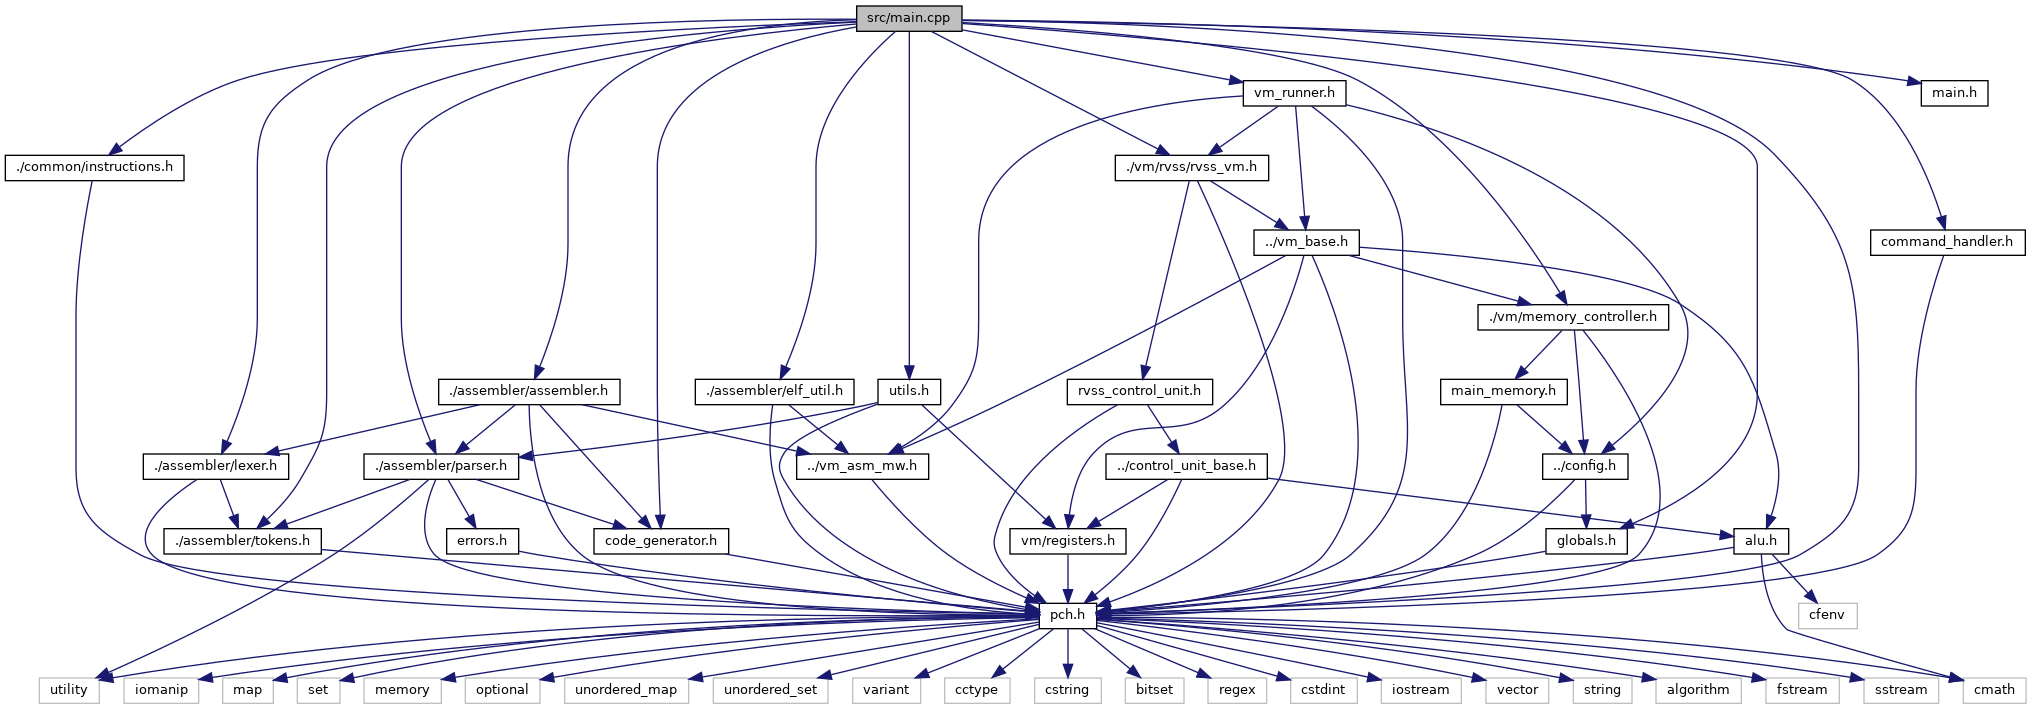 src/main.cpp
vm_runner.h
main.h
./common/instructions.h
./vm/rvss/rvss_vm.h
../vm_base.h
command_handler.h
./vm/memory_controller.h
./assembler/assembler.h
./assembler/elf_util.h
utils.h
rvss_control_unit.h
main_memory.h
./assembler/lexer.h
./assembler/parser.h
../vm_asm_mw.h
../control_unit_base.h
../config.h
./assembler/tokens.h
errors.h
code_generator.h
vm/registers.h
globals.h
alu.h
pch.h
cfenv
utility
iomanip
map
set
memory
optional
unordered_map
unordered_set
variant
cctype
cstring
bitset
regex
cstdint
iostream
vector
string
algorithm
fstream
sstream
cmath